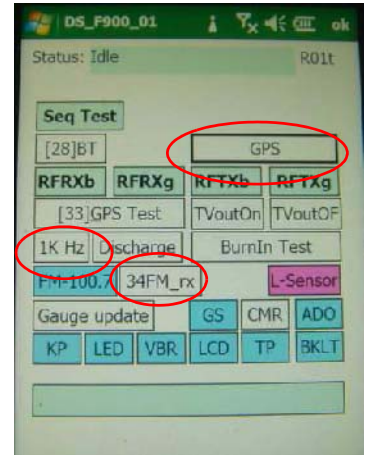 DS_F900_01 ok
Status: Idle R01t
Seq Test
[28]BT GPS
RFRXb RFRXg RFTXb RFTXg
[33]GPS Test TVoutOn TVoutOF
1K Hz Discharge BurnIn Test
FM-100.7 34FM_rx L-Sensor
Gauge update GS CMR ADO
KP LED VBR LCD TP BKLT